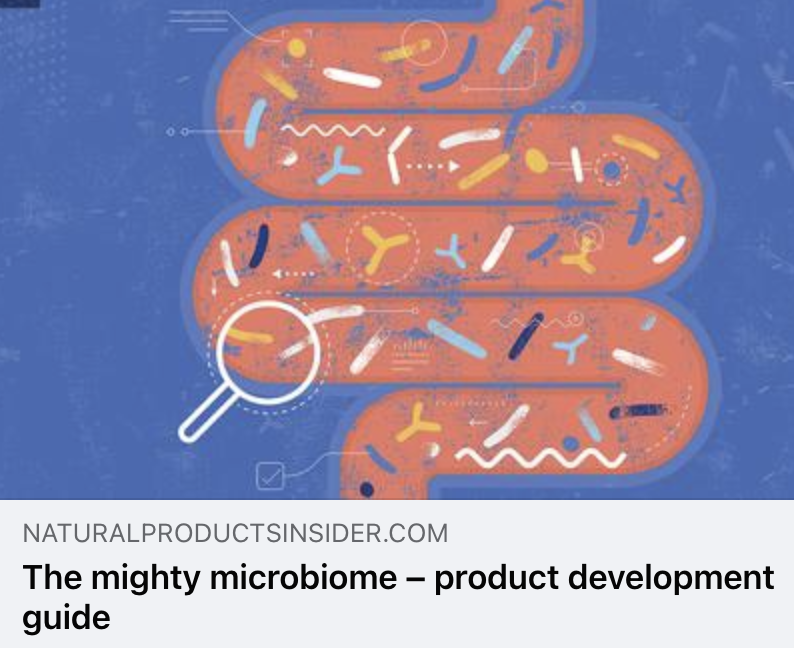 NATURALPRODUCTSINSIDER.COM
The mighty microbiome – product development
guide